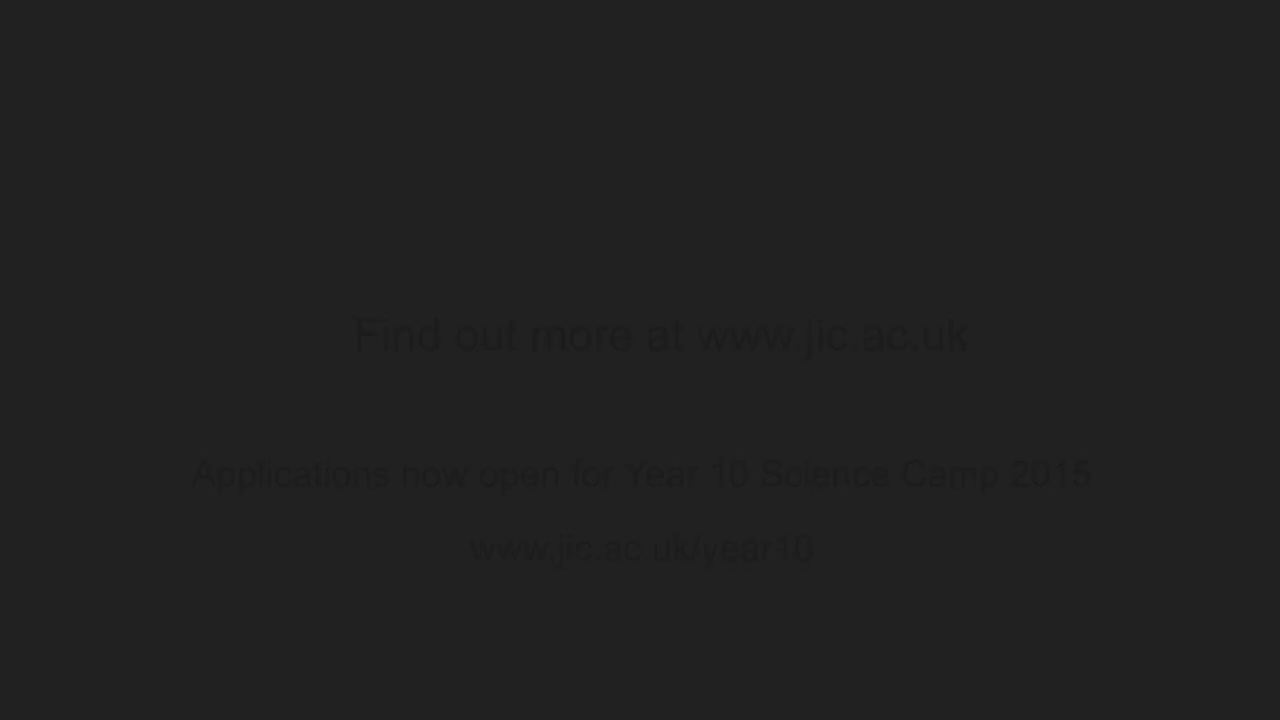 Find out more at www.jic.ac.uk
Applications now open for Year 10 Science Camp 2015
www.jic.ac.uk/year10